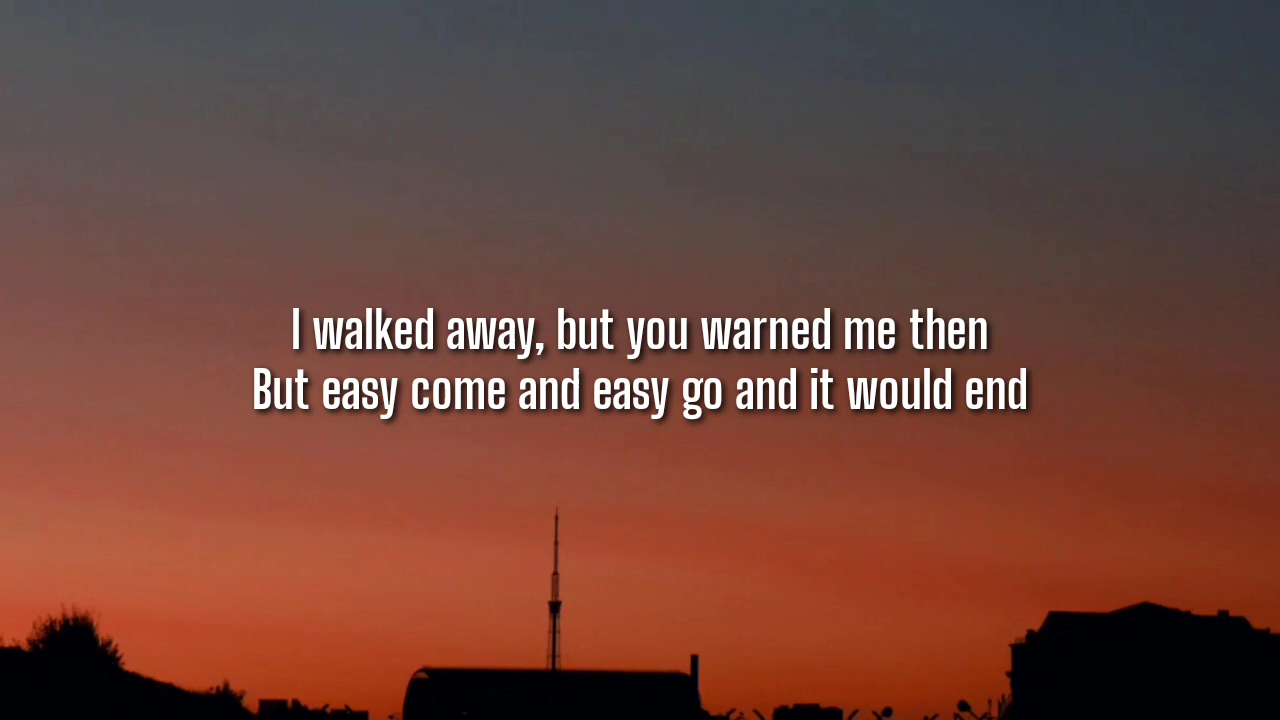 I walked away, but you warned me then
But easy come and easy go and it would end